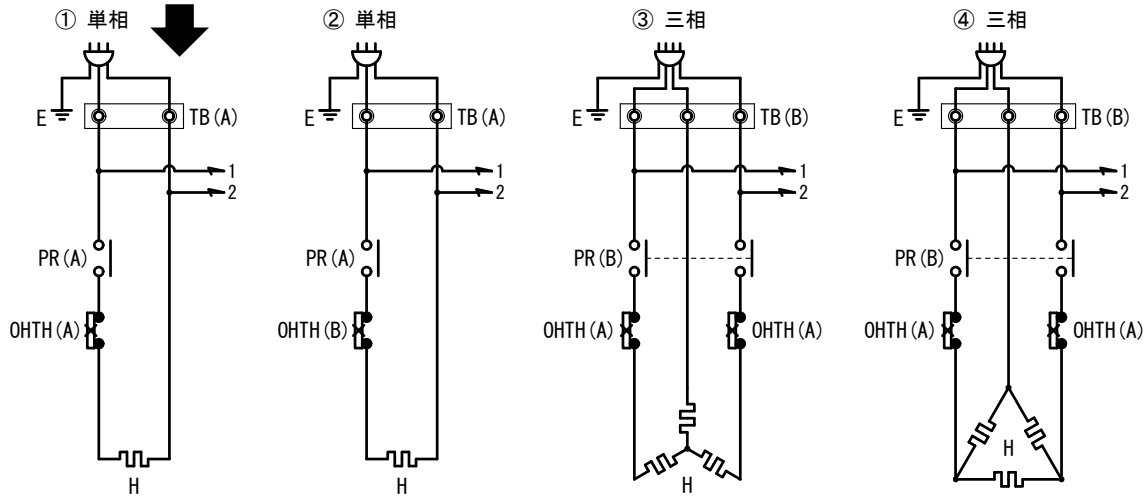 ① 単相
② 単相
③ 三相
④ 三相
E
TB(A)
E
TB(A)
E
TB(B)
E
TB(B)
1
1
1
1
2
2
2
2
PR(A)
PR(A)
PR(B)
PR(B)
OHTH(A)
OHTH(B)
OHTH(A)
OHTH(A)
OHTH(A)
OHTH(A)
H
H
H
H